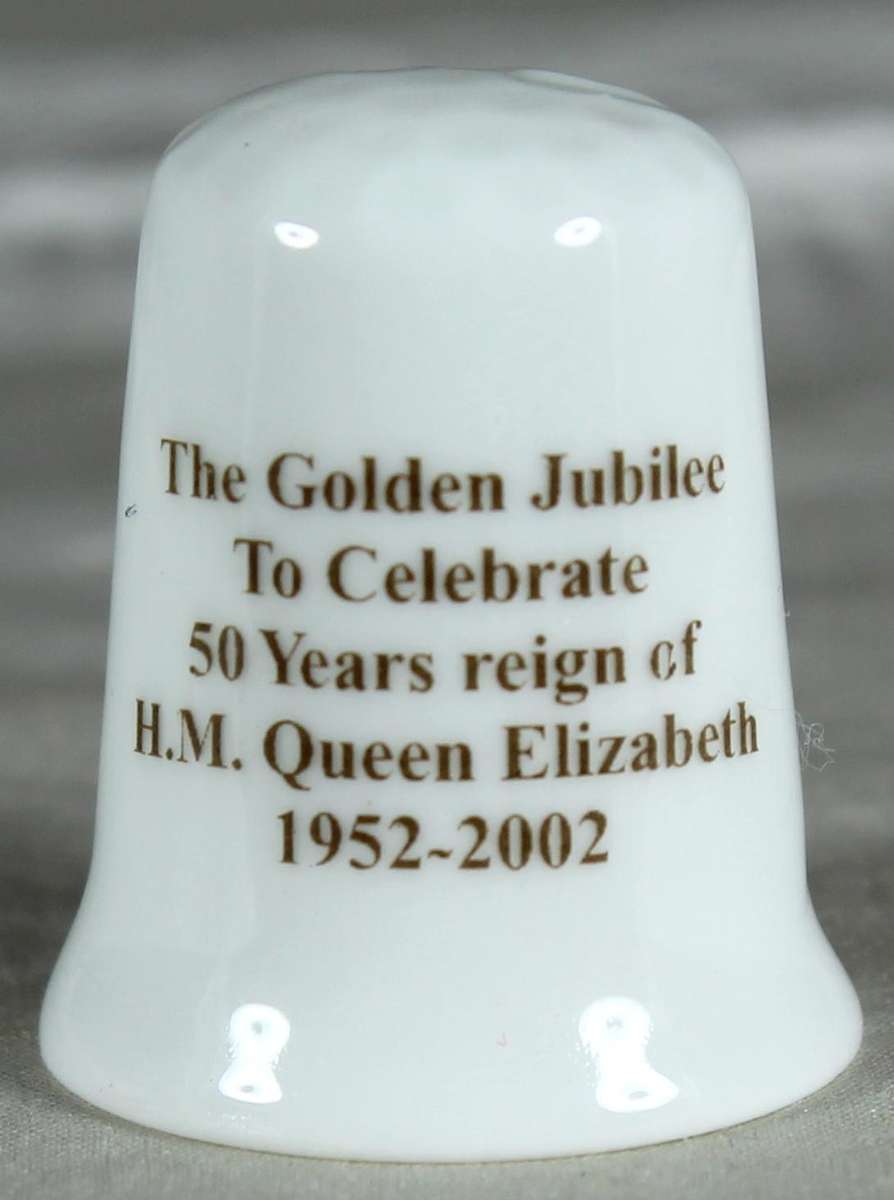 The Golden Jubilee
To Celebrate
50 Years reign of
H.M. Queen Elizabeth
1952~2002